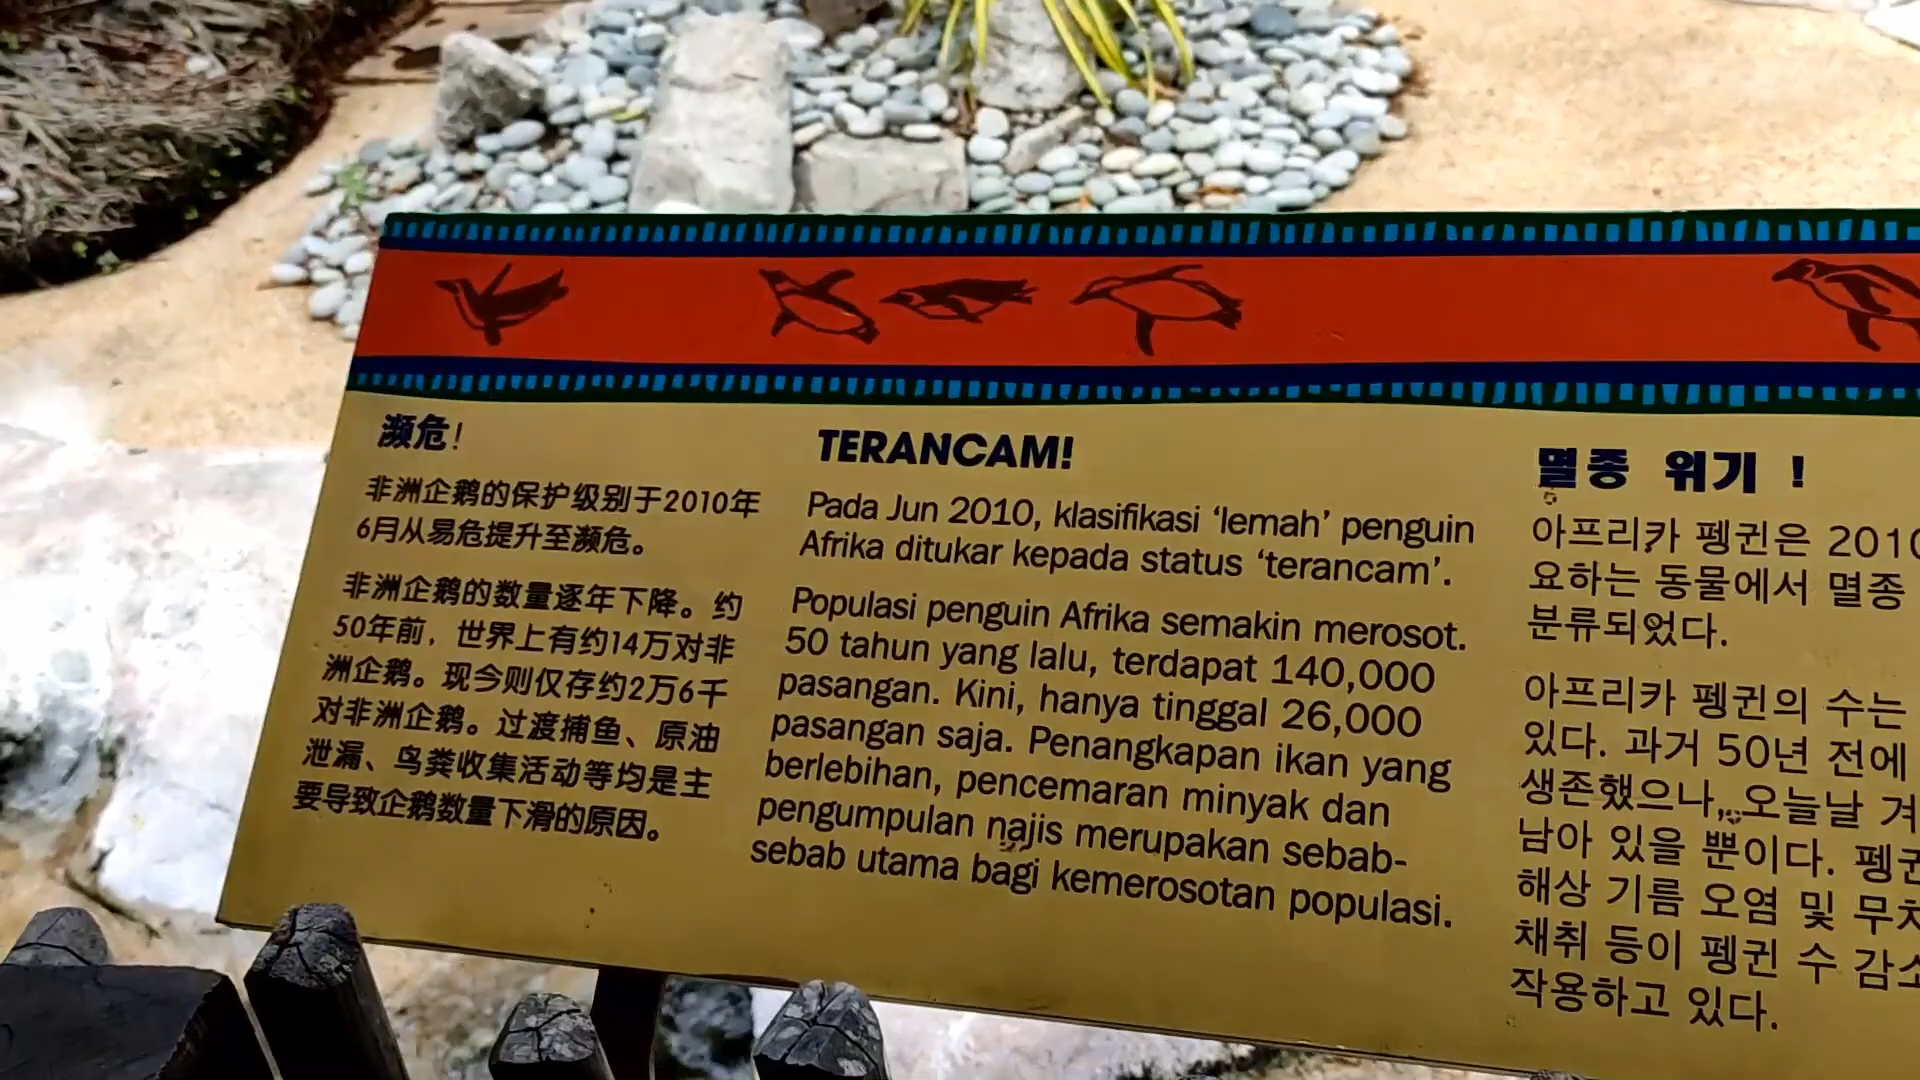 濒危!
非洲企鹅的保护级别于2010年
6月从易危提升至濒危。
非洲企鹅的数量逐年下降。约
50年前，世界上有约14万对非
洲企鹅。现今则仅存约2万6千
对非洲企鹅。过渡捕鱼、原油
泄漏、鸟粪收集活动等均是主
要导致企鹅数量下滑的原因。
TERANCAM!
Pada Jun 2010, klasifikasi ‘lemah’ penguin
Afrika ditukar kepada status ‘terancam’.
Populasi penguin Afrika semakin merosot.
50 tahun yang lalu, terdapat 140,000
pasangan. Kini, hanya tinggal 26,000
pasangan saja. Penangkapan ikan yang
berlebihan, pencemaran minyak dan
pengumpulan najis merupakan sebab-
sebab utama bagi kemerosotan populasi.
멸종 위기 !
아프리카 펭귄은 2010
요하는 동물에서 멸종
분류되었다.
아프리카 펭귄의 수는
있다. 과거 50년 전에
생존했으나, 오늘날 겨
남아 있을 뿐이다. 펭귄
해상 기름 오염 및 무차
채취 등이 펭귄 수 감소
작용하고 있다.